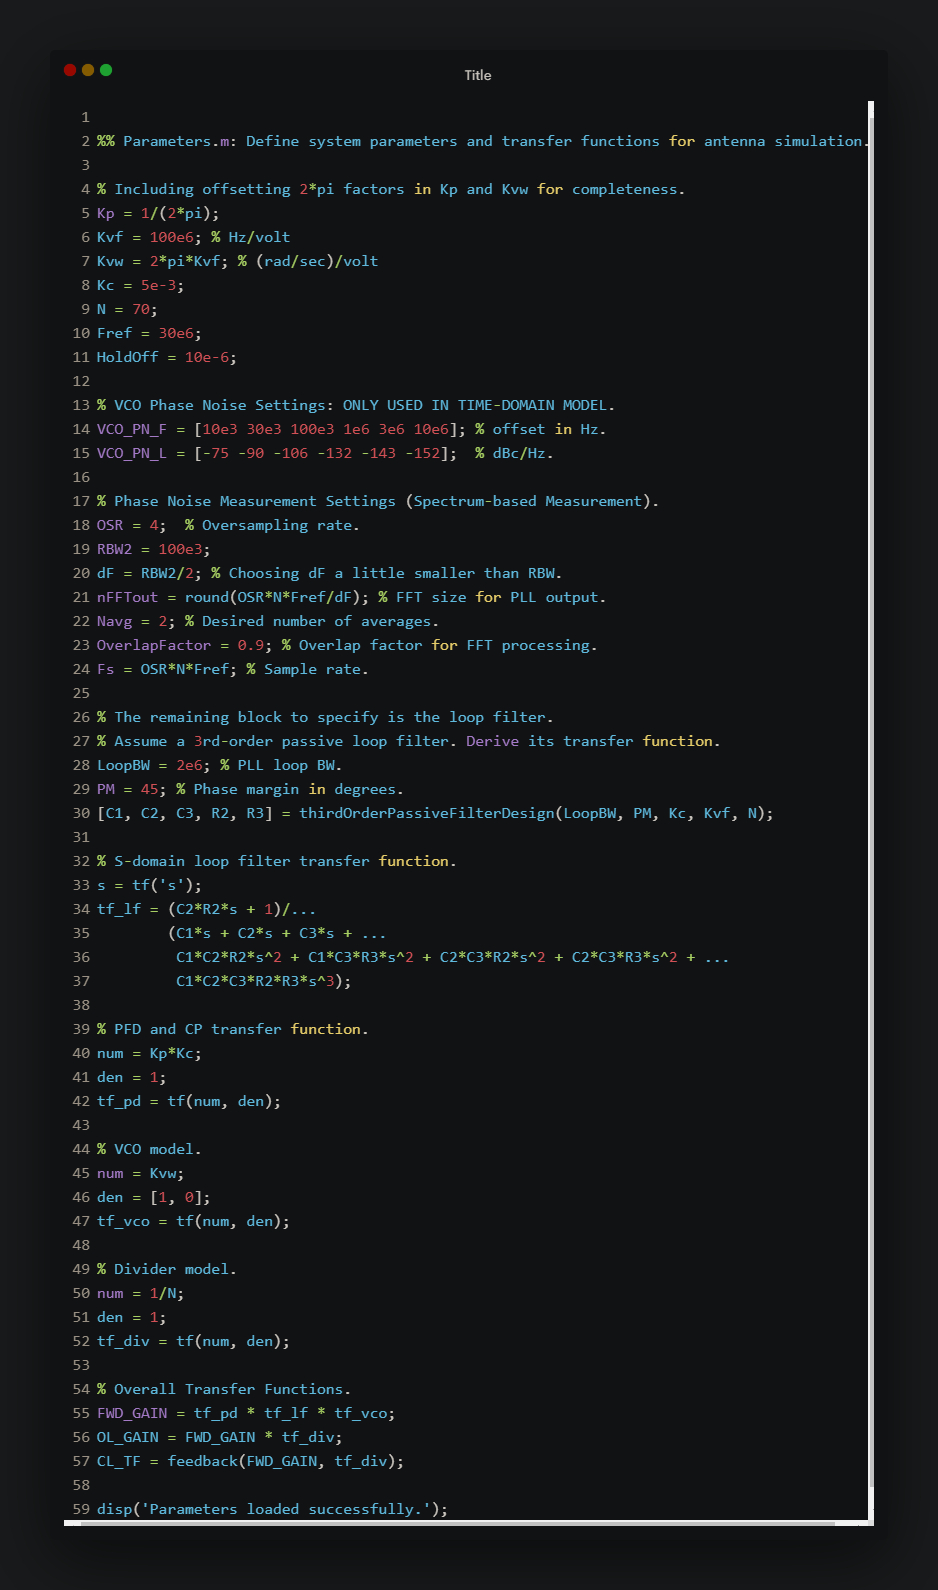 Title
1
2 %% Parameters.m: Define system parameters and transfer functions for antenna simulation.
3
4 % Including offsetting 2*pi factors in Kp and Kvw for completeness.
5 Kp = 1/(2*pi);
6 Kvf = 100e6; % Hz/volt
7 Kvw = 2*pi*Kvf; % (rad/sec)/volt
8 Kc = 5e-3;
9 N = 70;
10 Fref = 30e6;
11 HoldOff = 10e-6;
12
13 % VCO Phase Noise Settings: ONLY USED IN TIME-DOMAIN MODEL.
14 VCO_PN_F = [10e3 30e3 100e3 1e6 3e6 10e6]; % offset in Hz.
15 VCO_PN_L = [-75 -90 -106 -132 -143 -152];  % dBc/Hz.
16
17 % Phase Noise Measurement Settings (Spectrum-based Measurement).
18 OSR = 4;  % Oversampling rate.
19 RBW2 = 100e3;
20 dF = RBW2/2; % Choosing dF a little smaller than RBW.
21 nFFTout = round(OSR*N*Fref/dF); % FFT size for PLL output.
22 Navg = 2; % Desired number of averages.
23 OverlapFactor = 0.9; % Overlap factor for FFT processing.
24 Fs = OSR*N*Fref; % Sample rate.
25
26 % The remaining block to specify is the loop filter.
27 % Assume a 3rd-order passive loop filter. Derive its transfer function.
28 LoopBW = 2e6; % PLL loop BW.
29 PM = 45; % Phase margin in degrees.
30 [C1, C2, C3, R2, R3] = thirdOrderPassiveFilterDesign(LoopBW, PM, Kc, Kvf, N);
31
32 % S-domain loop filter transfer function.
33 s = tf('s');
34 tf_lf = (C2*R2*s + 1)/...
35         (C1*s + C2*s + C3*s + ...
36          C1*C2*R2*s^2 + C1*C3*R3*s^2 + C2*C3*R2*s^2 + C2*C3*R3*s^2 + ...
37          C1*C2*C3*R2*R3*s^3);
38
39 % PFD and CP transfer function.
40 num = Kp*Kc;
41 den = 1;
42 tf_pd = tf(num, den);
43
44 % VCO model.
45 num = Kvw;
46 den = [1, 0];
47 tf_vco = tf(num, den);
48
49 % Divider model.
50 num = 1/N;
51 den = 1;
52 tf_div = tf(num, den);
53
54 % Overall Transfer Functions.
55 FWD_GAIN = tf_pd * tf_lf * tf_vco;
56 OL_GAIN = FWD_GAIN * tf_div;
57 CL_TF = feedback(FWD_GAIN, tf_div);
58
59 disp('Parameters loaded successfully.');